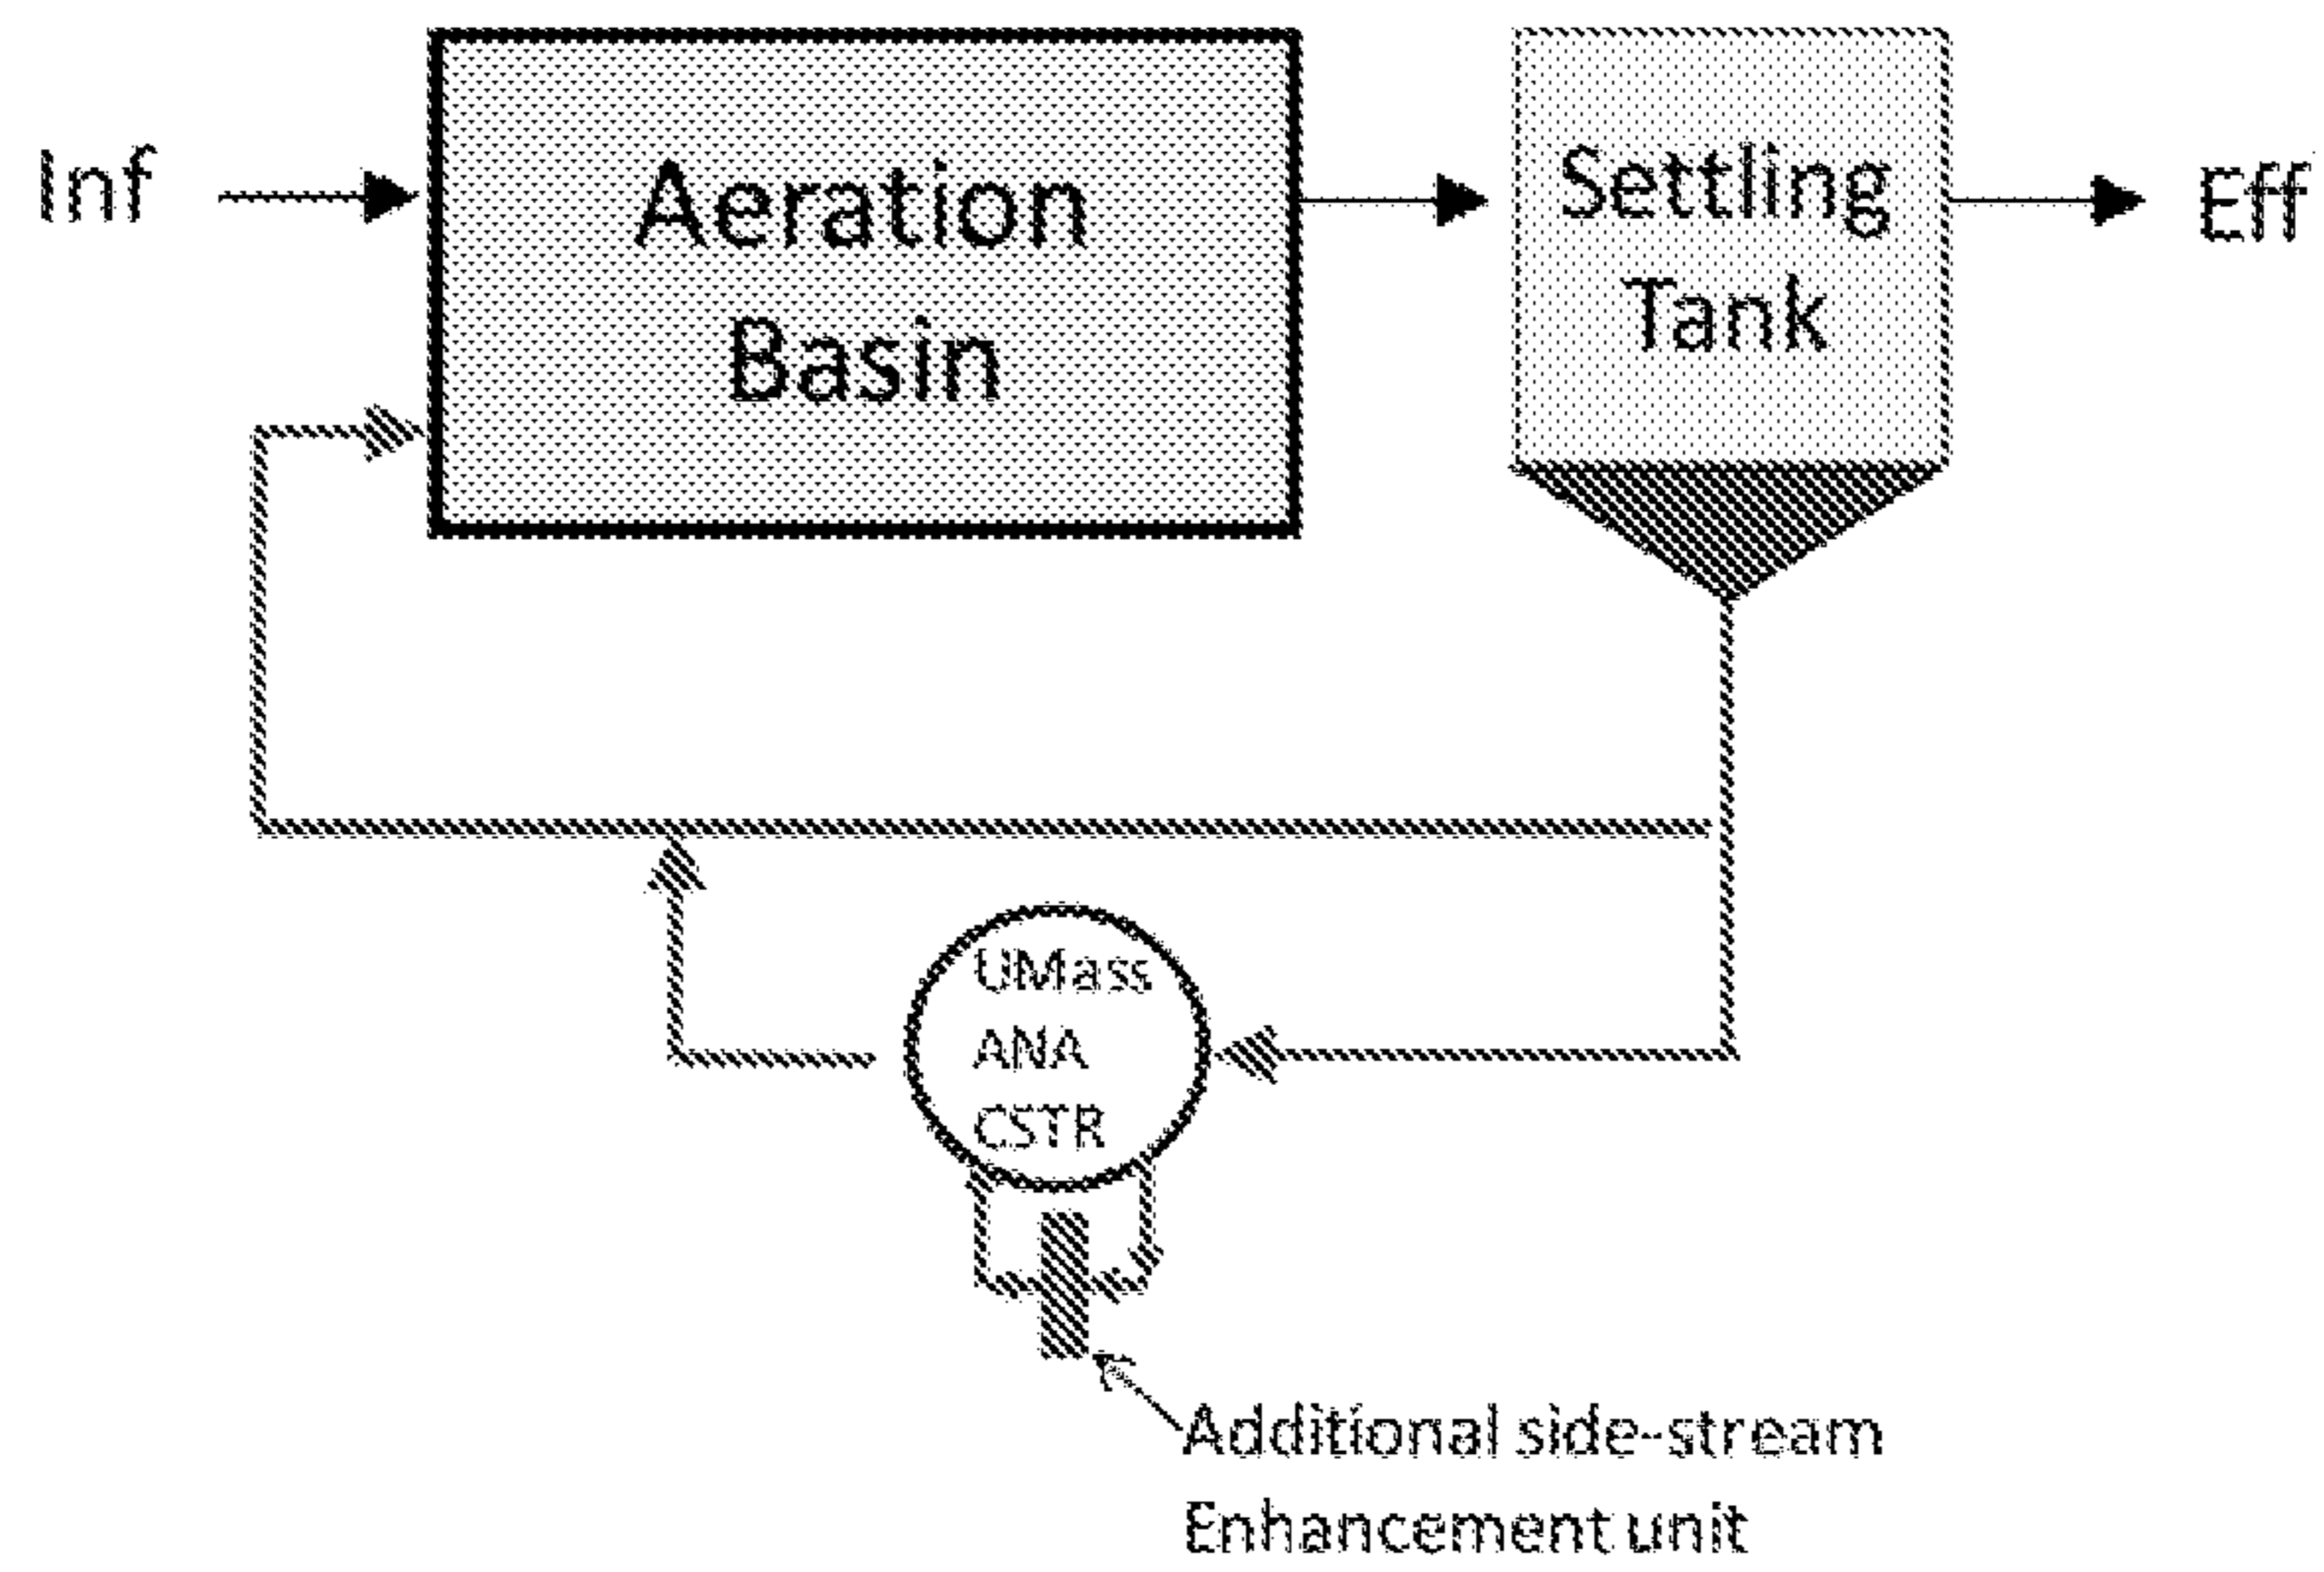 Inf
Aeration
Basin
Settling
Tank
Eff
UMass
ANA
CSTR
Additional side-stream
Enhancement unit